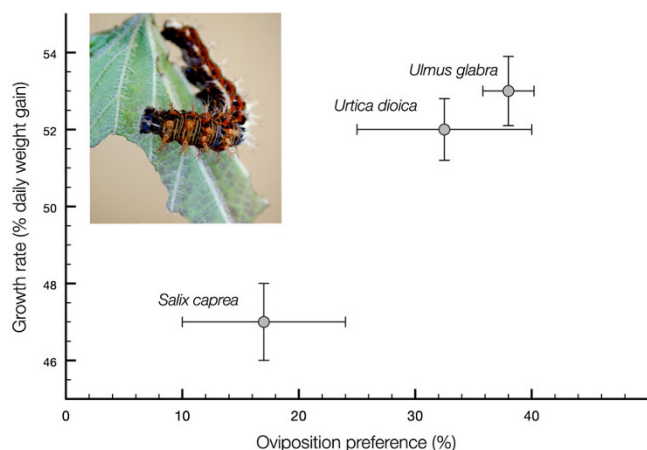 54
52
50
48
46
Growth rate (% daily weight gain)
Ulmus glabra
Urtica dioica
Salix caprea
0 10 20 30 40
Oviposition preference (%)